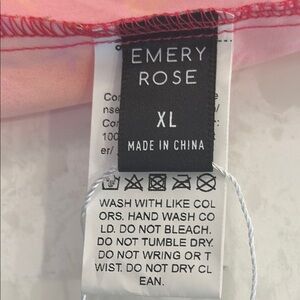 EMERY
ROSE
XL
MADE IN CHINA
WASH WITH LIKE COL
ORS. HAND WASH CO
LD. DO NOT BLEACH.
DO NOT TUMBLE DRY.
DO NOT WRING OR T
WIST. DO NOT DRY CL
EAN.